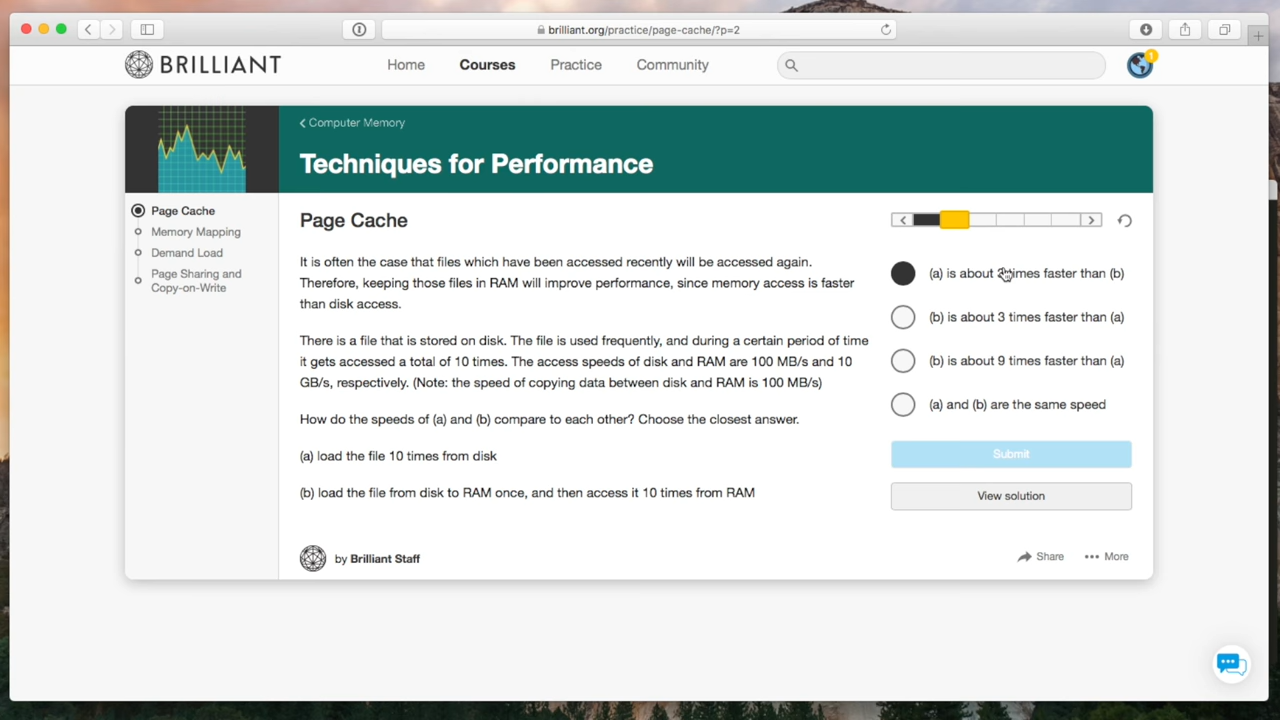 brilliant.org/practice/page-cache/?p=2
BRILLIANT
Home
Courses
Practice
Community
1
Computer Memory
Techniques for Performance
Page Cache
Memory Mapping
Demand Load
Page Sharing and
Copy-on-Write
Page Cache
It is often the case that files which have been accessed recently will be accessed again.
Therefore, keeping those files in RAM will improve performance, since memory access is faster
than disk access.
There is a file that is stored on disk. The file is used frequently, and during a certain period of time
it gets accessed a total of 10 times. The access speeds of disk and RAM are 100 MB/s and 10
GB/s, respectively. (Note: the speed of copying data between disk and RAM is 100 MB/s)
How do the speeds of (a) and (b) compare to each other? Choose the closest answer.
(a) load the file 10 times from disk
(b) load the file from disk to RAM once, and then access it 10 times from RAM
by Brilliant Staff
(a) is about times faster than (b)
(b) is about 3 times faster than (a)
(b) is about 9 times faster than (a)
(a) and (b) are the same speed
Submit
View solution
Share
More